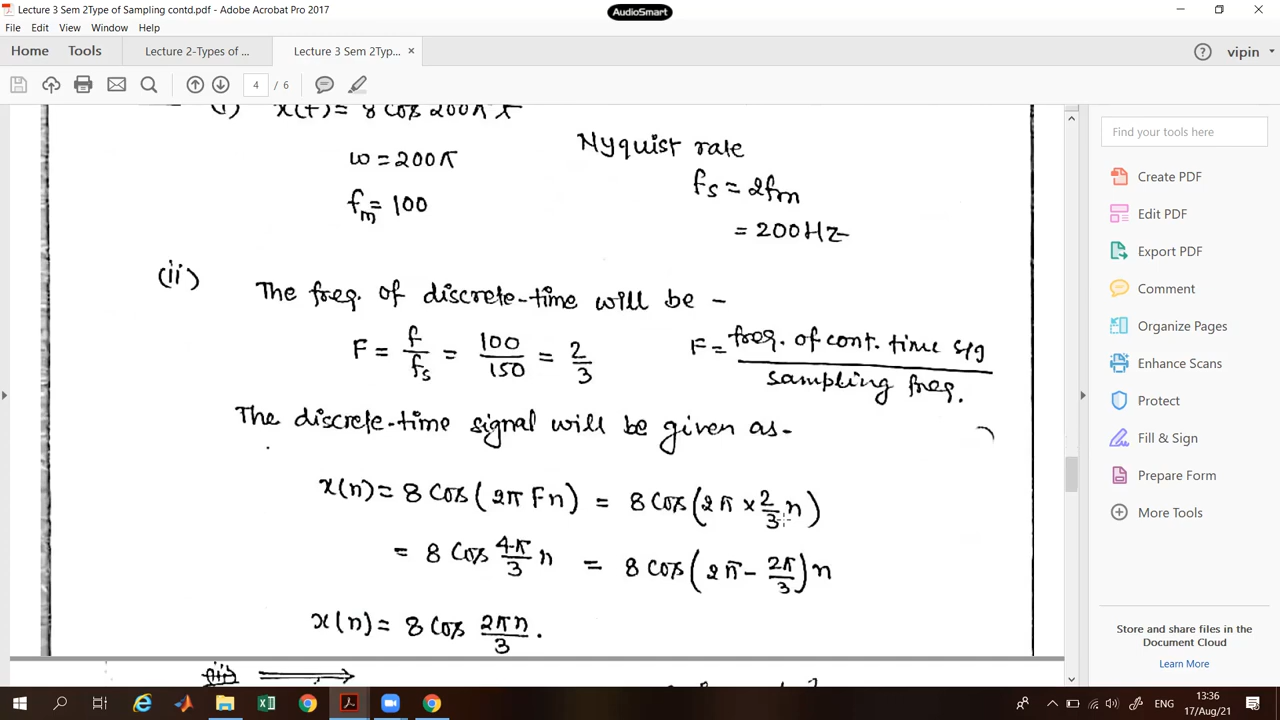 Lecture 3 Sem 2Type of Sampling contd.pdf - Adobe Acrobat Pro 2017
AudioSmart
File Edit View Window Help
Home Tools Lecture 2-Types of ... Lecture 3 Sem 2Typ... × vipin
4 / 6
(i) x(t) = 8 cos 200π t
Nyquist rate
ω = 200π
fs = 2fm
fm = 100
= 200Hz
(ii) The freq. of discrete-time will be -
F = f/fs = 100/150 = 2/3
F = freq. of cont. time sig / sampling freq.
The discrete-time signal will be given as-
x(n) = 8 cos (2π Fn) = 8 cos (2π × 2/3 n)
= 8 cos 4π/3 n = 8 cos (2π - 2π/3) n
x(n) = 8 cos 2πn/3 .
Find your tools here
Create PDF
Edit PDF
Export PDF
Comment
Organize Pages
Enhance Scans
Protect
Fill & Sign
Prepare Form
More Tools
Store and share files in the
Document Cloud
Learn More
ENG
13:36
17/Aug/21